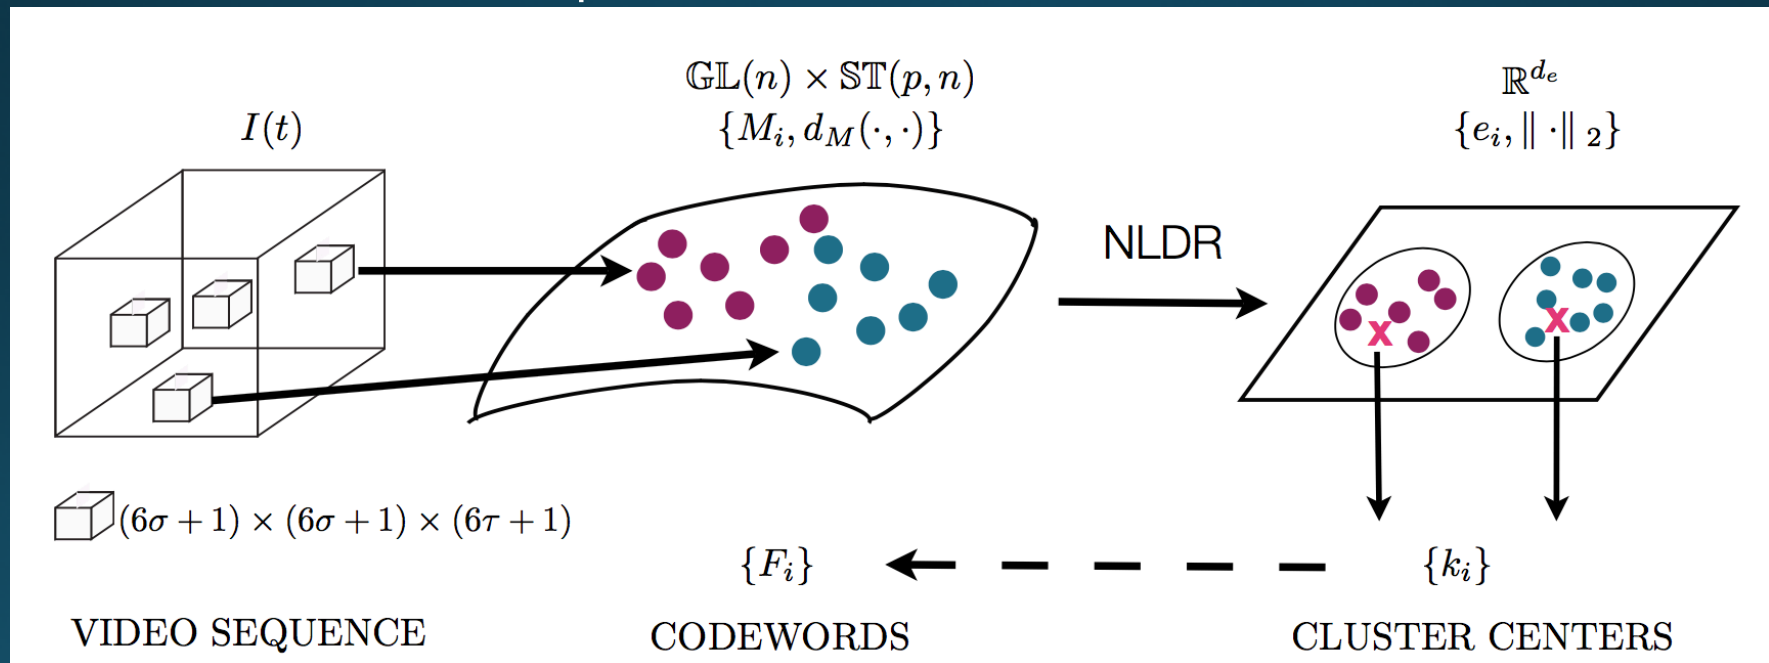 I(t)
𝔾𝕃(n) × 𝕊𝕋(p, n)
{M_i, d_M(·, ·)}
ℝ^{d_e}
{e_i, ‖ ·‖ _2}
NLDR
X
X
(6σ + 1) × (6σ + 1) × (6τ + 1)
{F_i}
{k_i}
VIDEO SEQUENCE
CODEWORDS
CLUSTER CENTERS